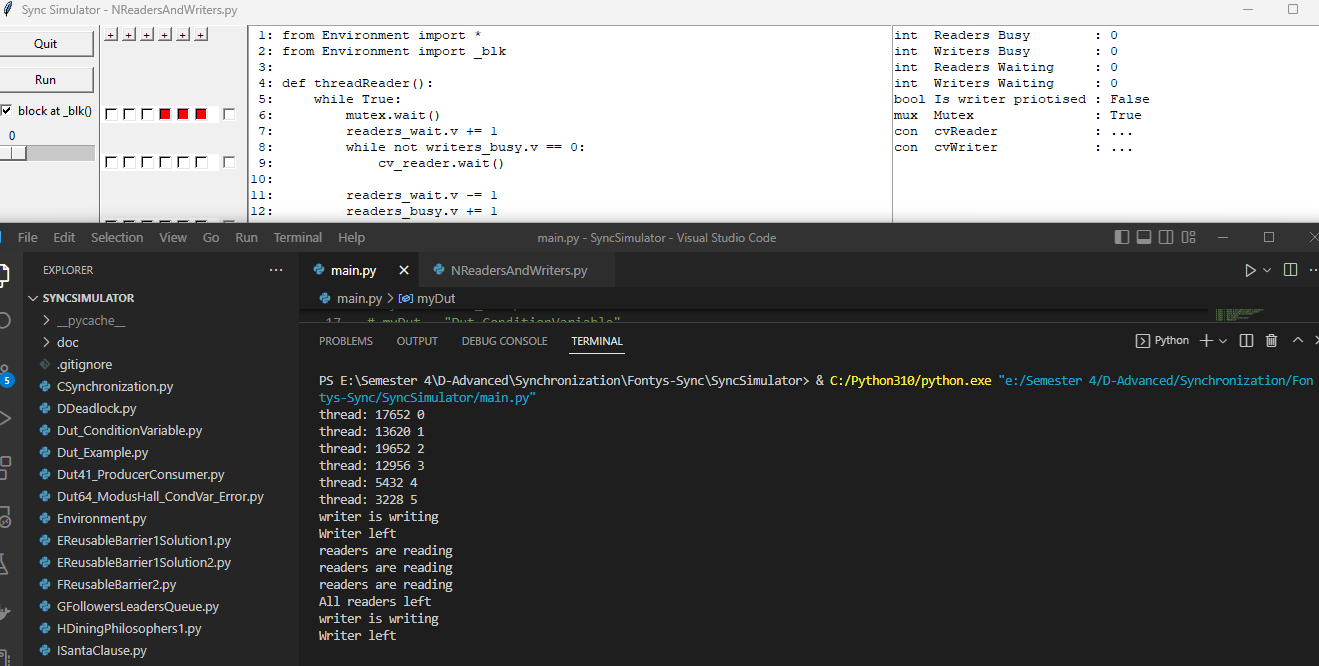 Sync Simulator - NReadersAndWriters.py
Quit
Run
block at _blk()
0
+ + + + + +
1: from Environment import *
2: from Environment import _blk
3:
4: def threadReader():
5:     while True:
6:         mutex.wait()
7:         readers_wait.v += 1
8:         while not writers_busy.v == 0:
9:             cv_reader.wait()
10:
11:         readers_wait.v -= 1
12:         readers_busy.v += 1
int  Readers Busy        : 0
int  Writers Busy        : 0
int  Readers Waiting     : 0
int  Writers Waiting     : 0
bool Is writer priotised : False
mux  Mutex               : True
con  cvReader            : ...
con  cvWriter            : ...
File Edit Selection View Go Run Terminal Help
main.py - SyncSimulator - Visual Studio Code
EXPLORER
SYNCSIMULATOR
__pycache__
doc
.gitignore
CSynchronization.py
DDeadlock.py
Dut_ConditionVariable.py
Dut_Example.py
Dut41_ProducerConsumer.py
Dut64_ModusHall_CondVar_Error.py
Environment.py
EReusableBarrier1Solution1.py
EReusableBarrier1Solution2.py
FReusableBarrier2.py
GFollowersLeadersQueue.py
HDiningPhilosophers1.py
ISantaClause.py
5
main.py
NReadersAndWriters.py
main.py > myDut
17 # myDut = "Dut_ConditionVariable"
PROBLEMS OUTPUT DEBUG CONSOLE TERMINAL
Python
PS E:\Semester 4\D-Advanced\Synchronization\Fontys-Sync\SyncSimulator> & C:/Python310/python.exe "e:/Semester 4/D-Advanced/Synchronization/Fon
tys-Sync/SyncSimulator/main.py"
thread: 17652 0
thread: 13620 1
thread: 19652 2
thread: 12956 3
thread: 5432 4
thread: 3228 5
writer is writing
Writer left
readers are reading
readers are reading
readers are reading
All readers left
writer is writing
Writer left